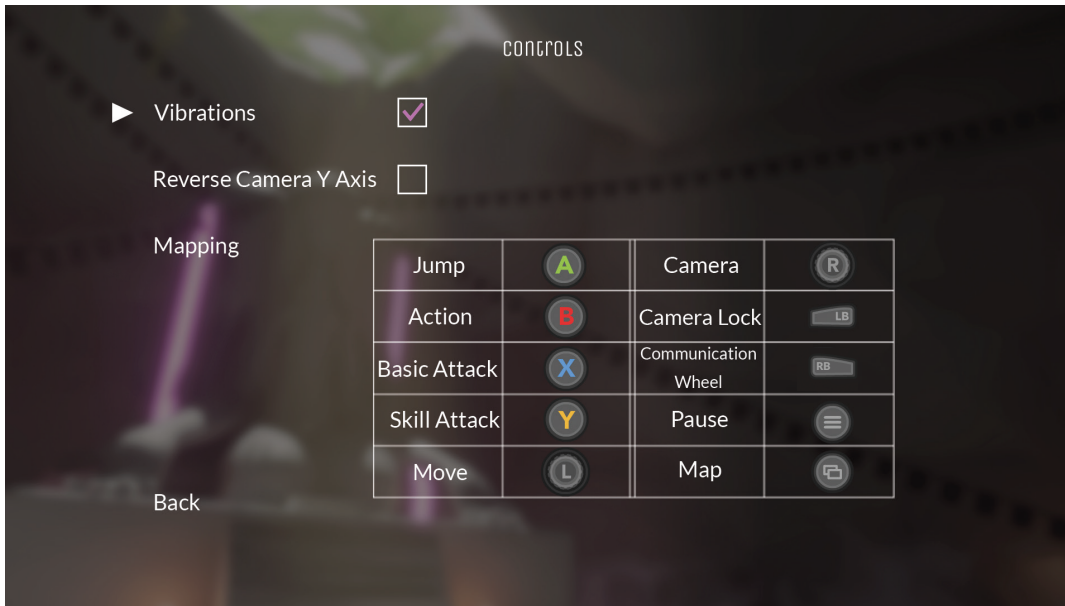 controls
Vibrations
Reverse Camera Y Axis
Mapping
Jump A Camera R
Action B Camera Lock LB
Basic Attack X Communication Wheel RB
Skill Attack Y Pause
Move L Map
Back